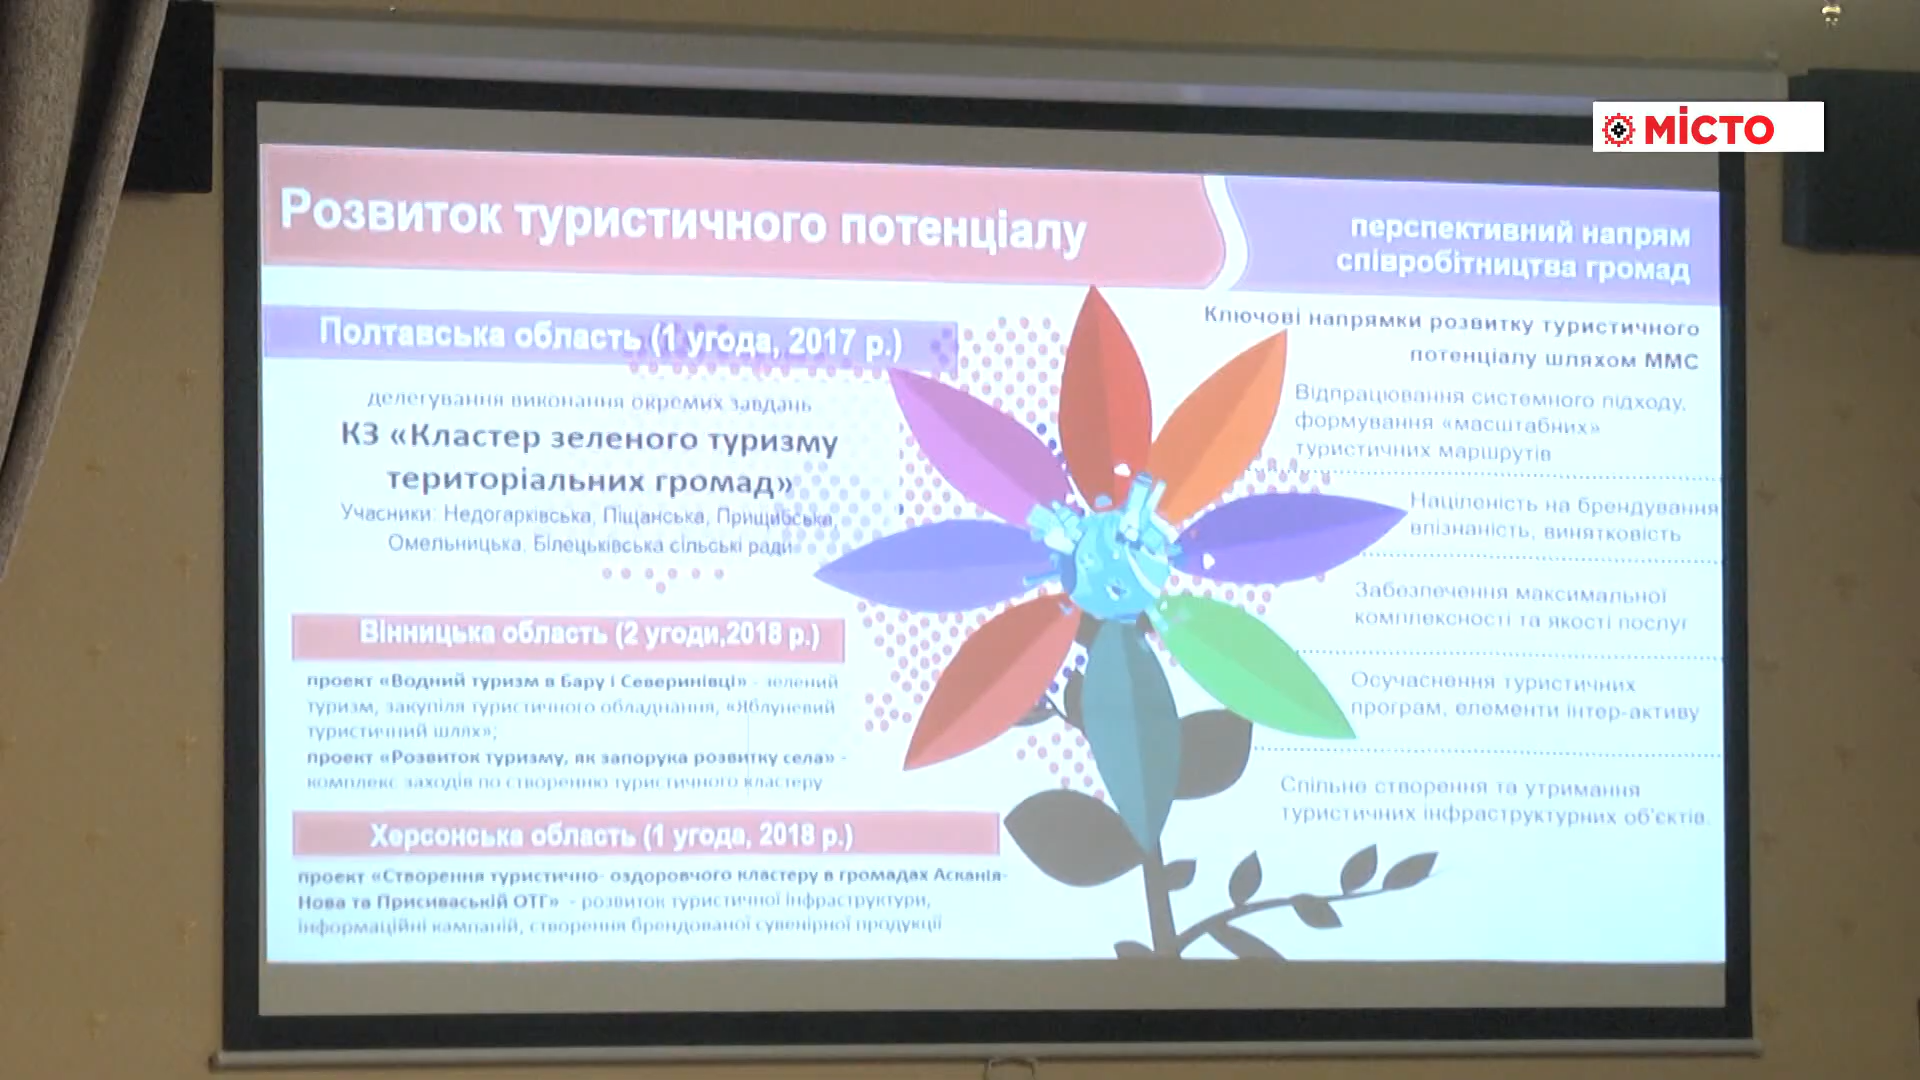 МІСТО
Розвиток туристичного потенціалу
перспективний напрям
співробітництва громад
Полтавська область (1 угода, 2017 р.)
делегування виконання окремих завдань
КЗ «Кластер зеленого туризму
територіальних громад»
Учасники: Недогарківська, Піщанська, Прищибська,
Омельницька, Білецьківська сільські ради
Вінницька область (2 угоди,2018 р.)
проект «Водний туризм в Бару і Северинівці» - зелений
туризм, закупіля туристичного обладнання, «Яблуневий
туристичний шлях»;
проект «Розвиток туризму, як запорука розвитку села» -
комплекс заходів по створенню туристичного кластеру
Херсонська область (1 угода, 2018 р.)
проект «Створення туристично- оздоровчого кластеру в громадах Асканія-
Нова та Присиваській ОТГ» - розвиток туристичної інфраструктури,
інформаційні кампаній, створення брендованої сувенірної продукції
Ключові напрямки розвитку туристичного
потенціалу шляхом ММС
Відпрацювання системного підходу,
формування «масштабних»
туристичних маршрутів
Націленість на брендування
впізнаність, винятковість
Забезпечення максимальної
комплексності та якості послуг
Осучаснення туристичних
програм, елементи інтер-активу
Спільне створення та утримання
туристичних інфраструктурних об'єктів.